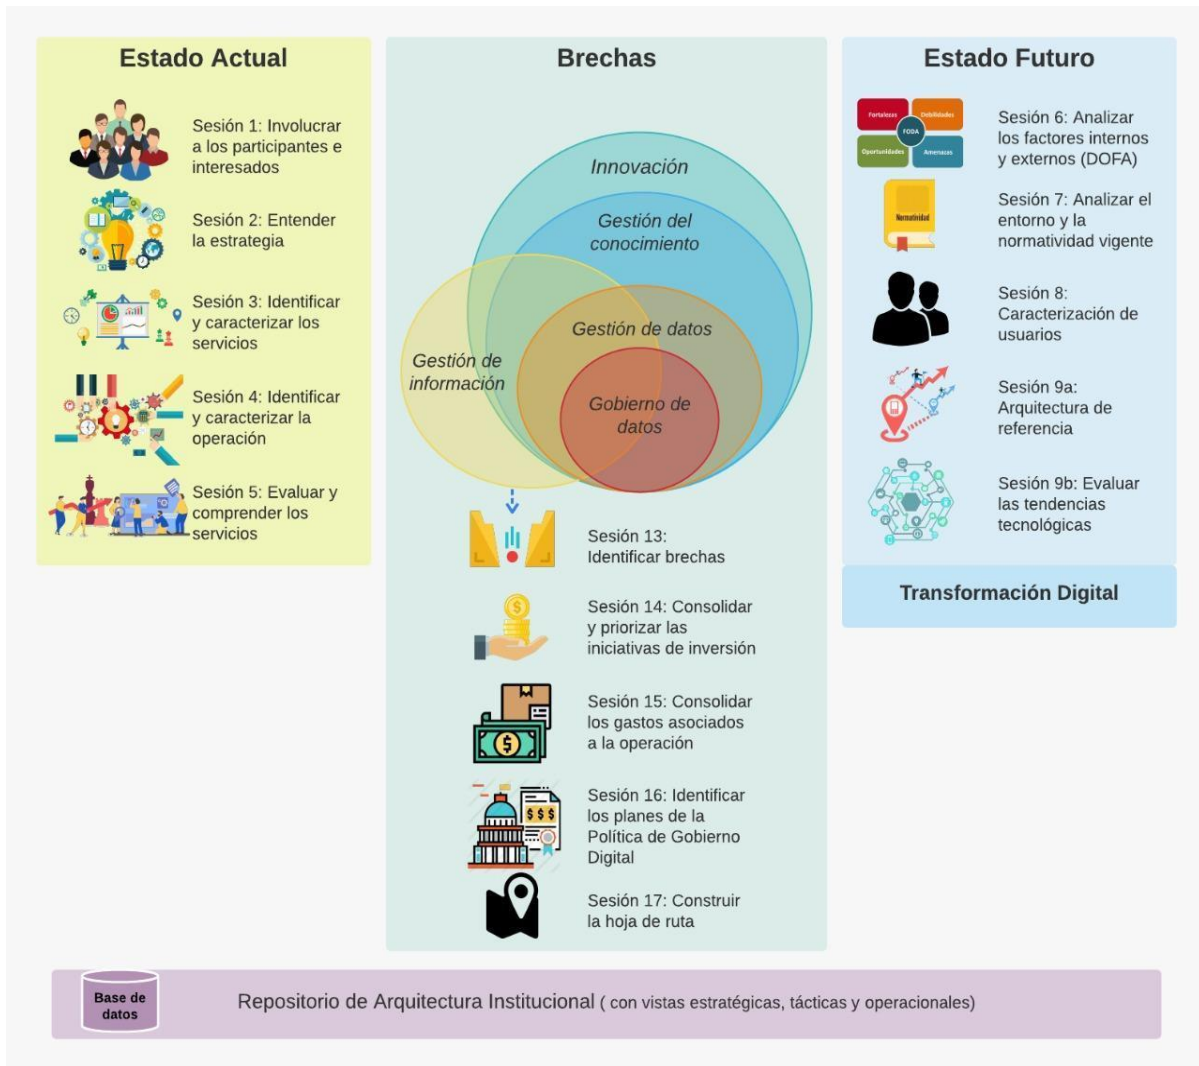 Estado Actual
Sesión 1: Involucrar
a los participantes e
interesados
Sesión 2: Entender
la estrategia
Sesión 3: Identificar
y caracterizar los
servicios
Sesión 4: Identificar
y caracterizar la
operación
Sesión 5: Evaluar y
comprender los
servicios
Brechas
Innovación
Gestión del
conocimiento
Gestión de datos
Gestión de
información
Gobierno de
datos
Sesión 13:
Identificar brechas
Sesión 14: Consolidar
y priorizar las
iniciativas de inversión
Sesión 15: Consolidar
los gastos asociados
a la operación
Sesión 16: Identificar
los planes de la
Política de Gobierno
Digital
Sesión 17: Construir
la hoja de ruta
Estado Futuro
Fortalezas
Debilidades
FODA
Oportunidades
Amenazas
Sesión 6: Analizar
los factores internos
y externos (DOFA)
Normatividad
Sesión 7: Analizar el
entorno y la
normatividad vigente
Sesión 8:
Caracterización de
usuarios
Sesión 9a:
Arquitectura de
referencia
Sesión 9b: Evaluar
las tendencias
tecnológicas
Transformación Digital
Base de
datos
Repositorio de Arquitectura Institucional ( con vistas estratégicas, tácticas y operacionales)